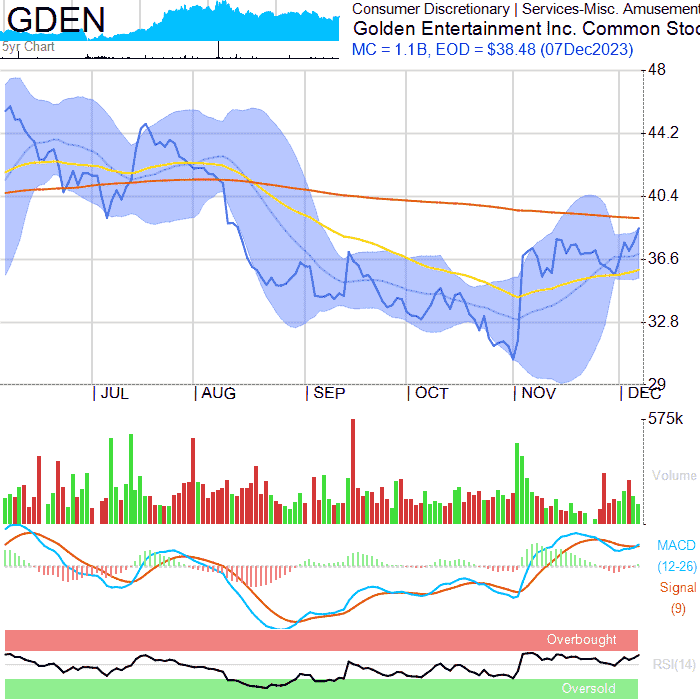 GDEN
5yr Chart
Consumer Discretionary | Services-Misc. Amusement
Golden Entertainment Inc. Common Stoc
MC = 1.1B, EOD = $38.48 (07Dec2023)
48
44.2
40.4
36.6
32.8
29
JUL AUG SEP OCT NOV DEC
575k
Volume
MACD
(12-26)
Signal
(9)
Overbought
RSI(14)
Oversold